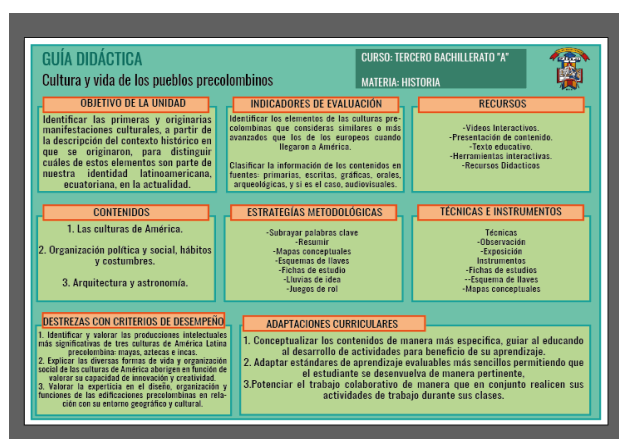 GUÍA DIDÁCTICA
Cultura y vida de los pueblos precolombinos
CURSO: TERCERO BACHILLERATO "A"
MATERIA: HISTORIA
OBJETIVO DE LA UNIDAD
Identificar las primeras y originarias
manifestaciones culturales, a partir de
la descripción del contexto histórico en
que se originaron, para distinguir
cuáles de estos elementos son parte de
nuestra identidad latinoamericana,
ecuatoriana, en la actualidad.
INDICADORES DE EVALUACIÓN
Identificar los elementos de las culturas pre-
colombinas que consideras similares o más
avanzados que los de los europeos cuando
llegaron a América.
Clasificar la información de los contenidos en
fuentes: primarias, escritas, gráficas, orales,
arqueológicas, y si es el caso, audiovisuales.
RECURSOS
-Videos Interactivos.
-Presentación de contenido.
-Texto educativo.
-Herramientas interactivas.
-Recursos Didacticos
CONTENIDOS
1. Las culturas de América.
2. Organización política y social, hábitos
y costumbres.
3. Arquitectura y astronomía.
ESTRATEGÍAS METODOLÓGICAS
-Subrayar palabras clave
-Resumir
-Mapas conceptuales
-Esquemas de llaves
-Fichas de estudio
-Lluvias de idea
-Juegos de rol
TÉCNICAS E INSTRUMENTOS
Técnicas
-Observación
-Exposición
Instrumentos
-Fichas de estudios
--Esquema de llaves
-Mapas conceptuales
DESTREZAS CON CRITERIOS DE DESEMPEÑO
1. Identificar y valorar las producciones intelectuales
más significativas de tres culturas de América Latina
precolombina: mayas, aztecas e incas.
2. Explicar las diversas formas de vida y organización
social de las culturas de América aborigen en función de
valorar su capacidad de innovación y creatividad.
3. Valorar la experticia en el diseño, organización y
funciones de las edificaciones precolombinas en rela-
ción con su entorno geográfico y cultural.
ADAPTACIONES CURRICULARES
1. Conceptualizar los contenidos de manera más especifica, guiar al educando
al desarrollo de actividades para beneficio de su aprendizaje.
2. Adaptar estándares de aprendizaje evaluables más sencillos permitiendo que
el estudiante se desenvuelva de manera pertinente,
3.Potenciar el trabajo colaborativo de manera que en conjunto realicen sus
actividades de trabajo durante sus clases.